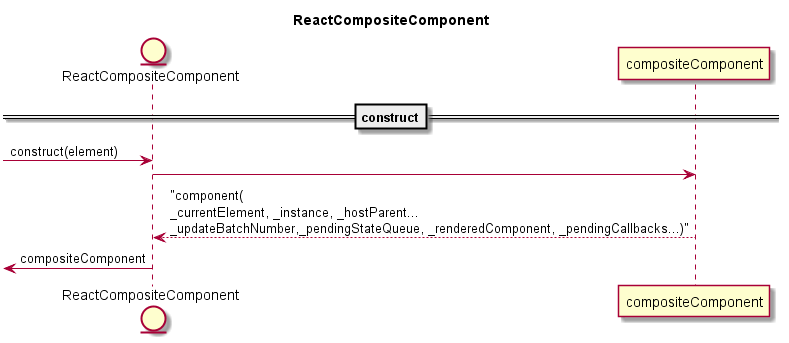 ReactCompositeComponent
ReactCompositeComponent
compositeComponent
construct
construct(element)
"component(
_currentElement, _instance, _hostParent...
_updateBatchNumber,_pendingStateQueue, _renderedComponent, _pendingCallbacks...)"
compositeComponent
ReactCompositeComponent
compositeComponent